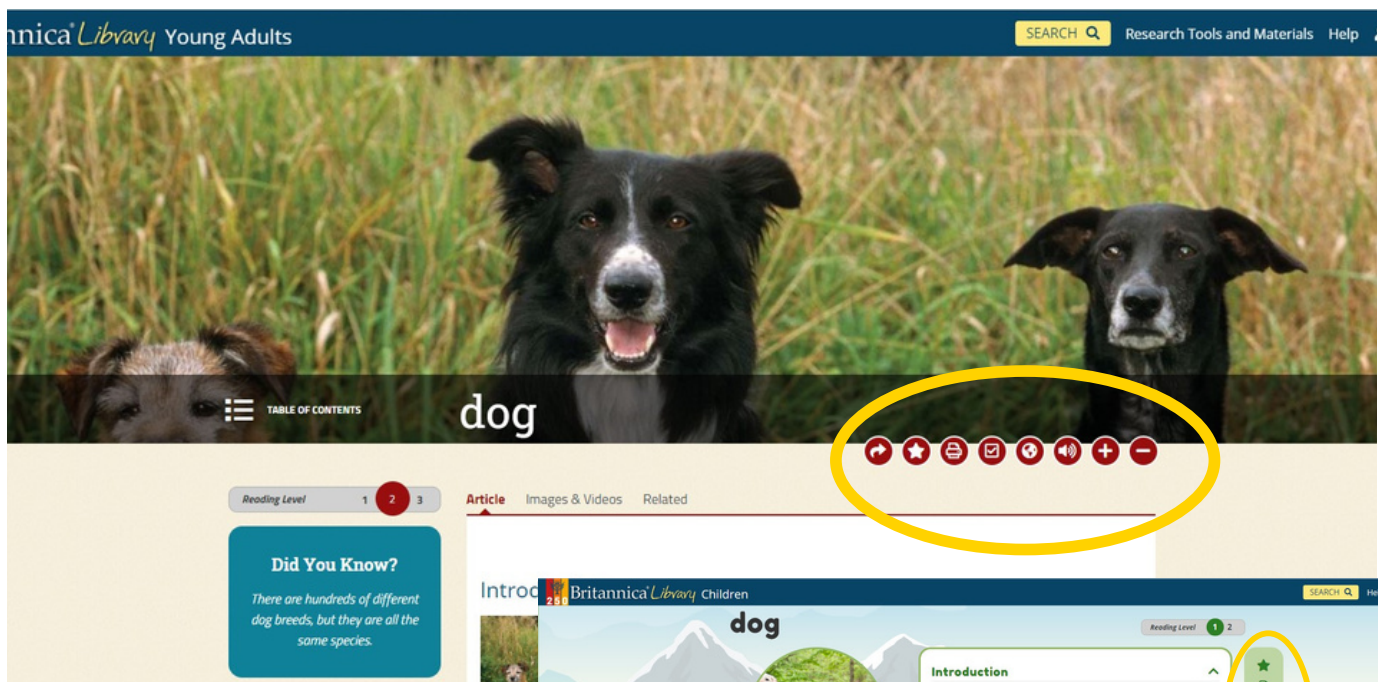 Library Young Adults
SEARCH
Research Tools and Materials
Help
TABLE OF CONTENTS
dog
Reading Level 1 2 3
Article Images & Videos Related
Did You Know?
There are hundreds of different
dog breeds, but they are all the
same species.
250
Britannica Library Children
SEARCH
dog
Reading Level 1 2
Introduction